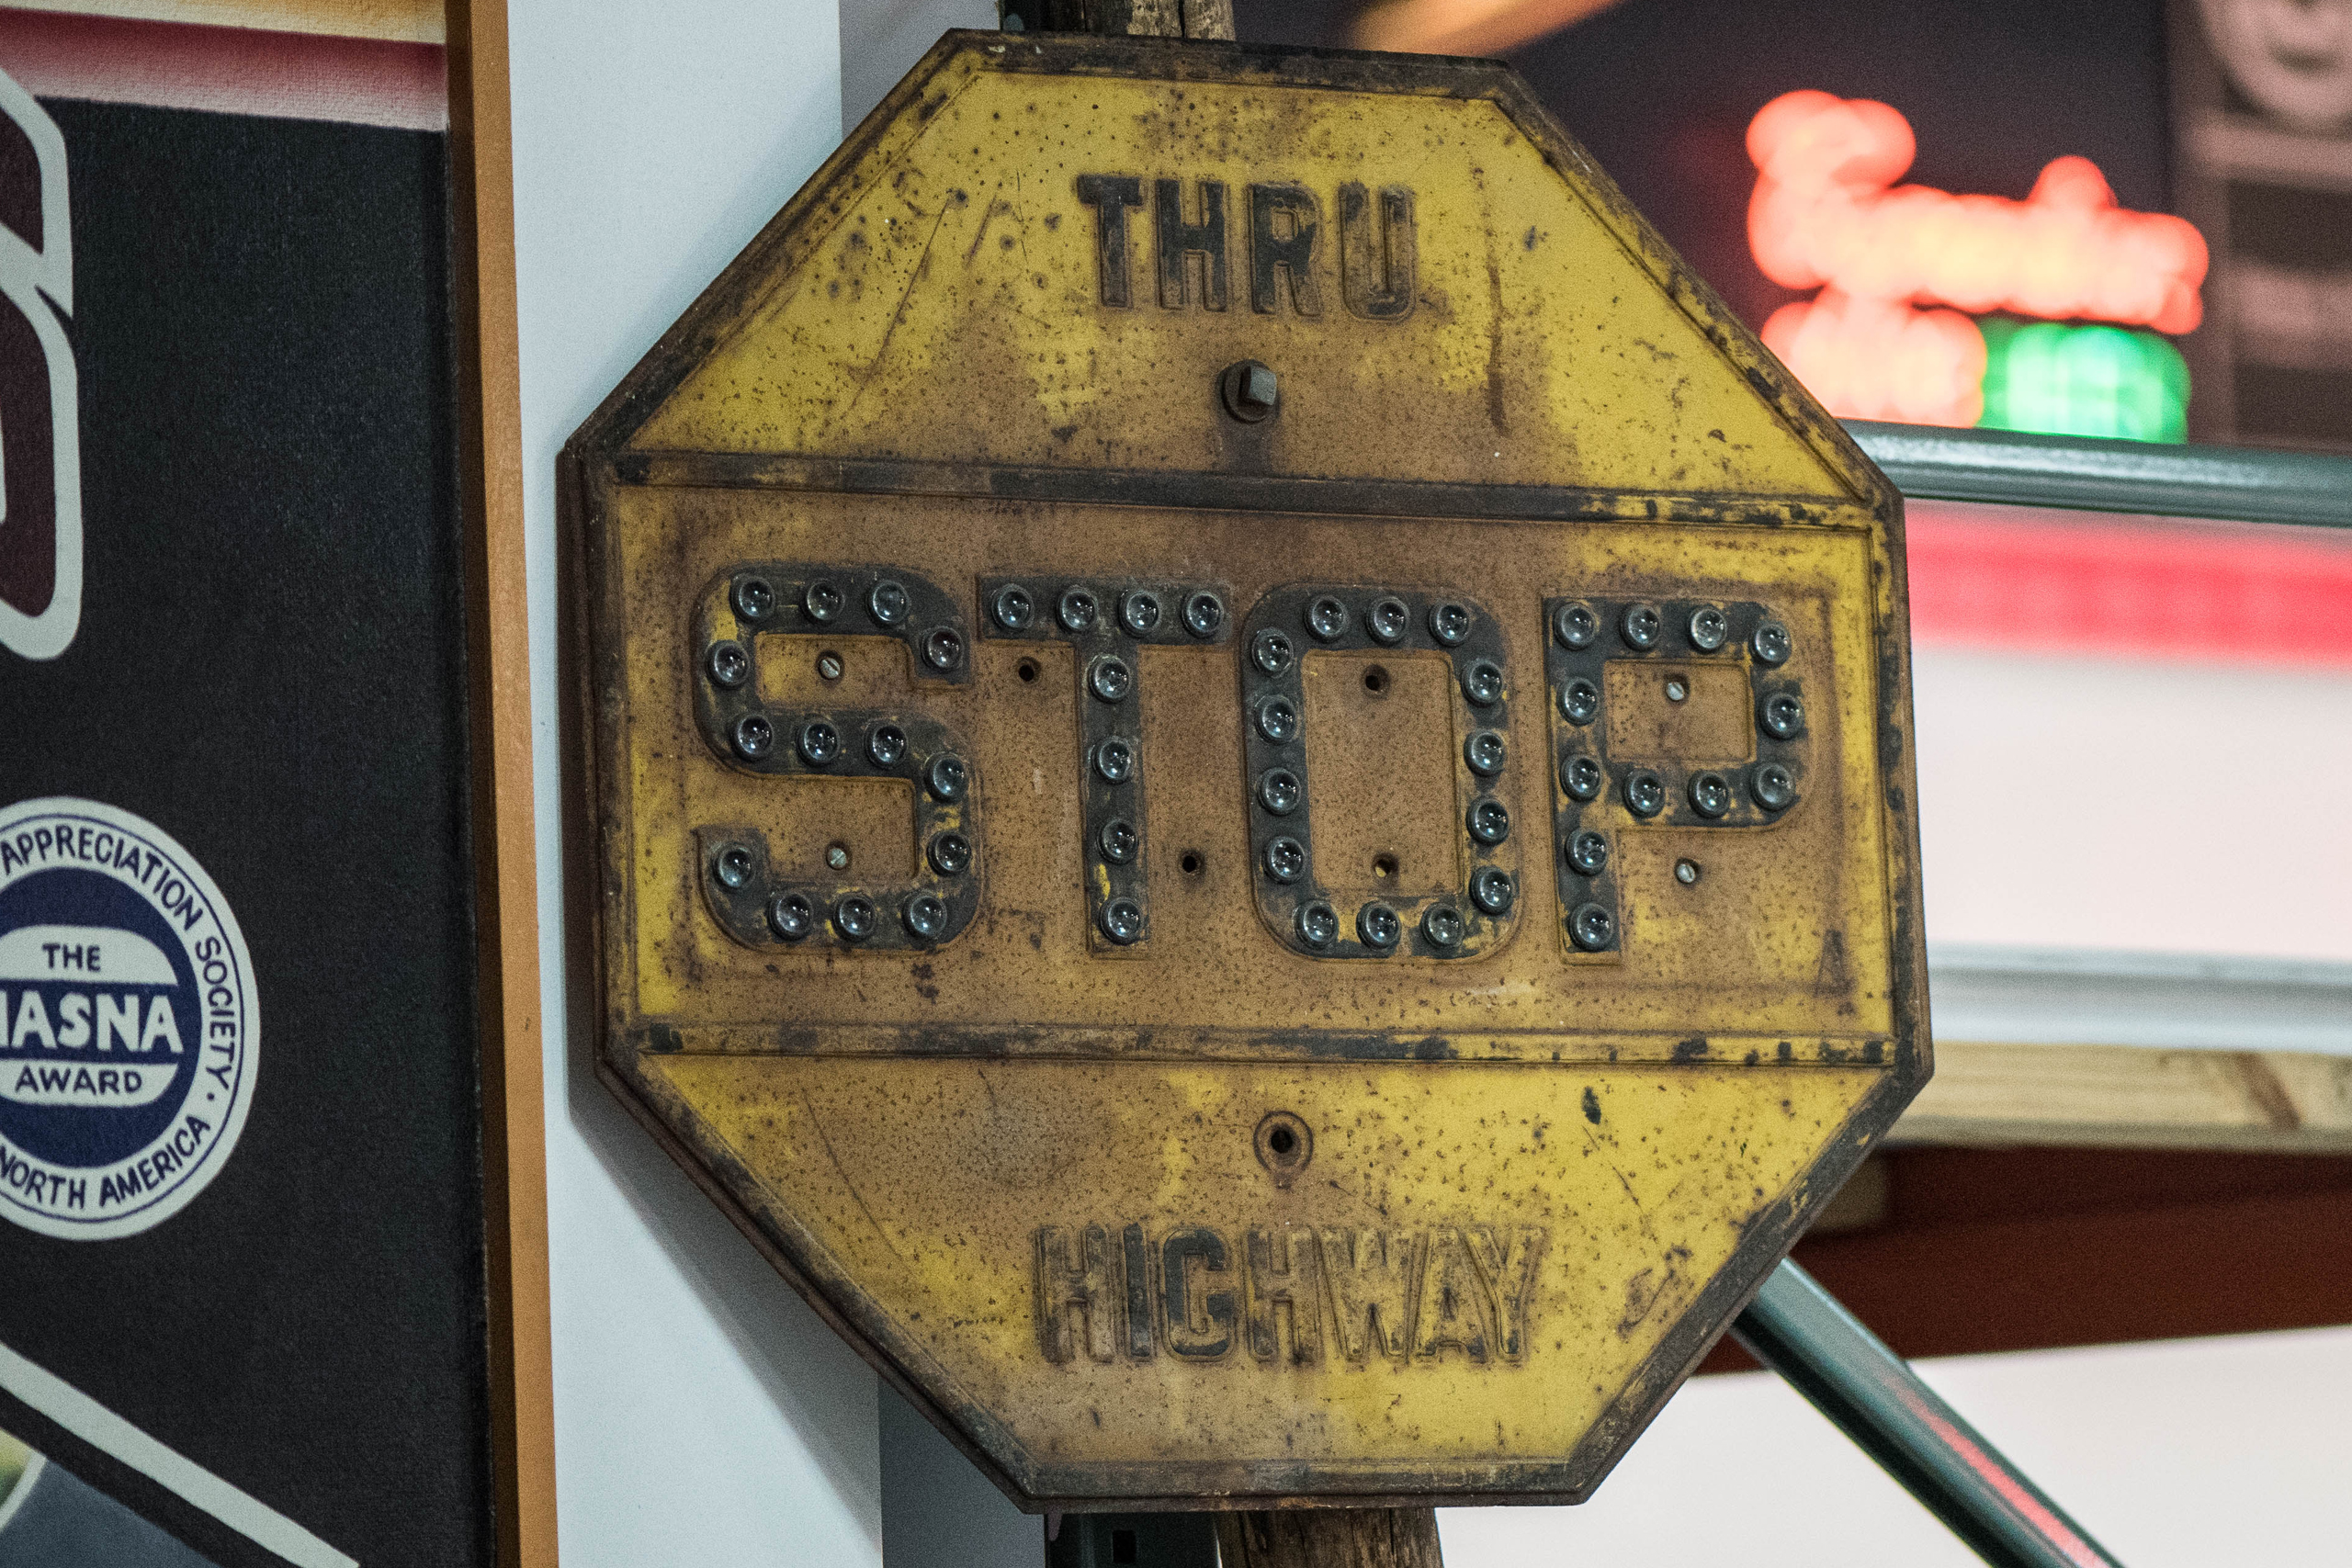 THRU
STOP
HIGHWAY
APPRECIATION SOCIETY · NORTH AMERICA
THE
ASNA
AWARD